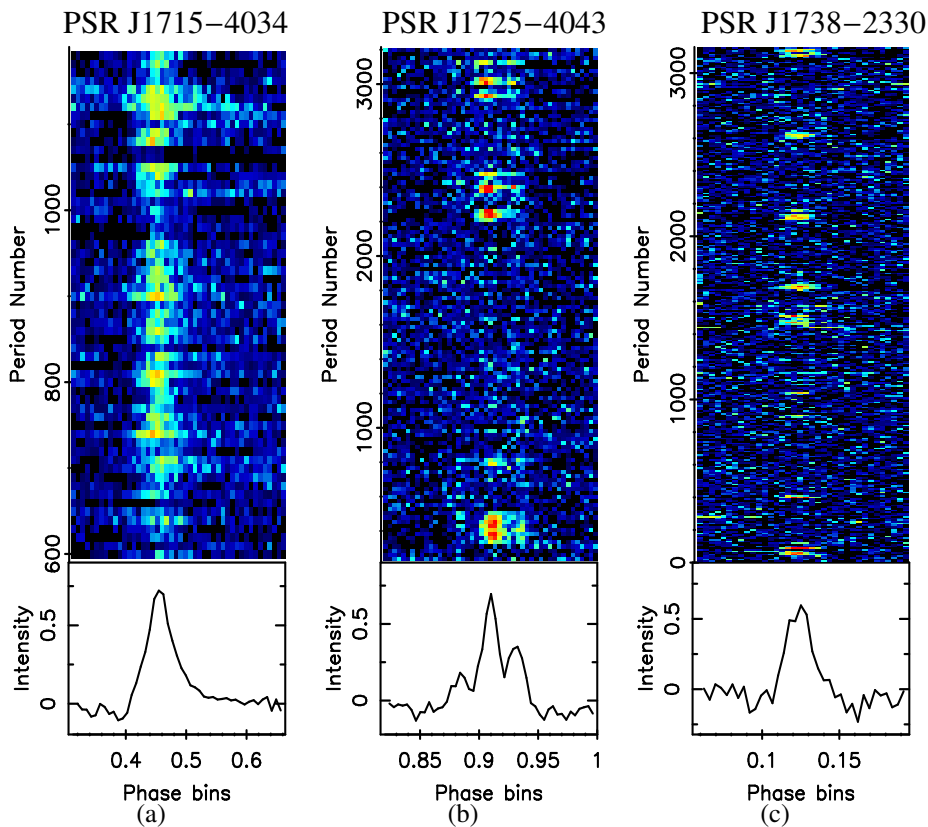 PSR J1715−4034
PSR J1725−4043
PSR J1738−2330
Period Number
600
800
1000
Intensity
0
0.5
0.4
0.5
0.6
Phase bins
(a)
Period Number
1000
2000
3000
Intensity
0
0.5
0.85
0.9
0.95
1
Phase bins
(b)
Period Number
0
1000
2000
3000
Intensity
0
0.5
0.1
0.15
Phase bins
(c)